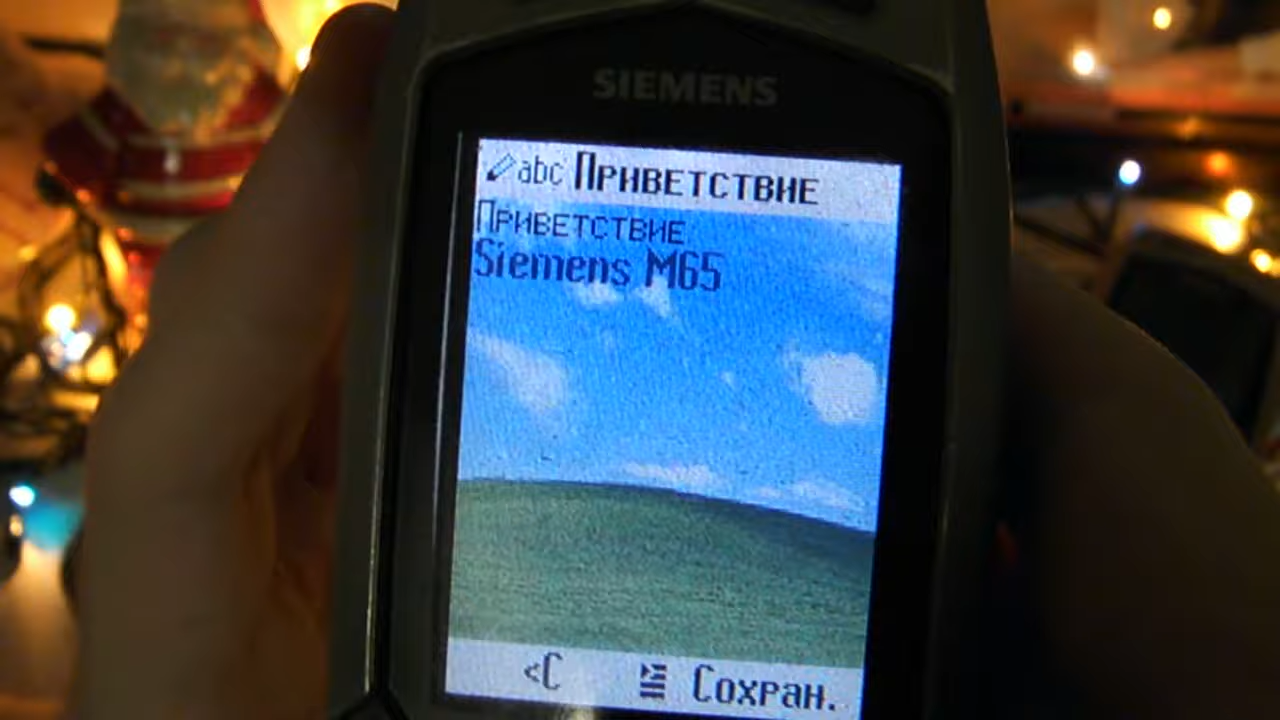 SIEMENS
abc Приветствие
Приветствие
Siemens M65
<C Сохран.